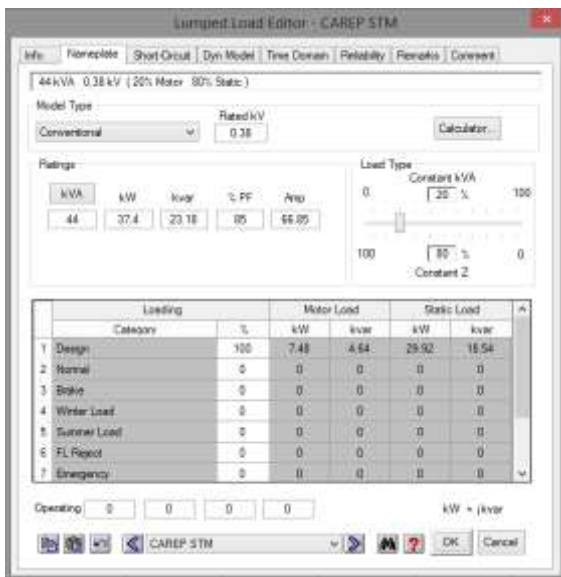 Lumped Load Editor - CAREP STM
Info Nameplate Short-Circuit Dyn Model Time Domain Reliability Remarks Comment
44 kVA 0.38 kV (20% Motor 80% Static)
Model Type
Rated kV
Conventional 0.38 Calculator...
Ratings
kVA kW kvar % PF Amp
44 37.4 23.18 85 66.85
Load Type
Constant kVA
0 20 % 100
100 80 % 0
Constant Z
Loading Motor Load Static Load
Category % kW kvar kW kvar
1 Design 100 7.48 4.64 29.92 18.54
2 Normal 0 0 0 0 0
3 Brake 0 0 0 0 0
4 Winter Load 0 0 0 0 0
5 Summer Load 0 0 0 0 0
6 FL Reject 0 0 0 0 0
7 Emergency 0 0 0 0 0
Operating 0 0 0 0 kW + jkvar
CAREP STM ? OK Cancel